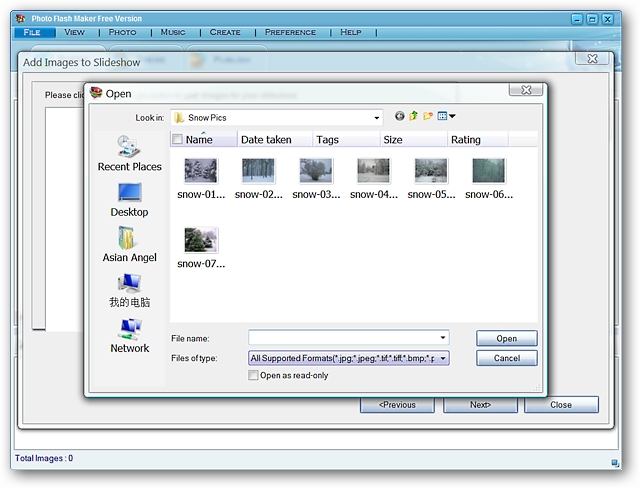 Photo Flash Maker Free Version
FILE VIEW PHOTO MUSIC CREATE PREFERENCE HELP
PUBLISH
Add Images to Slideshow
Please clic
Open
Look in: Snow Pics
Name Date taken Tags Size Rating
Recent Places
Desktop
Asian Angel
我的电脑
Network
snow-01... snow-02... snow-03... snow-04... snow-05... snow-06...
snow-07...
File name: Open
Files of type: All Supported Formats(*.jpg;*.jpeg;*.tif;*.tiff;*.bmp;*.p Cancel
Open as read-only
<Previous Next> Close
Total Images : 0